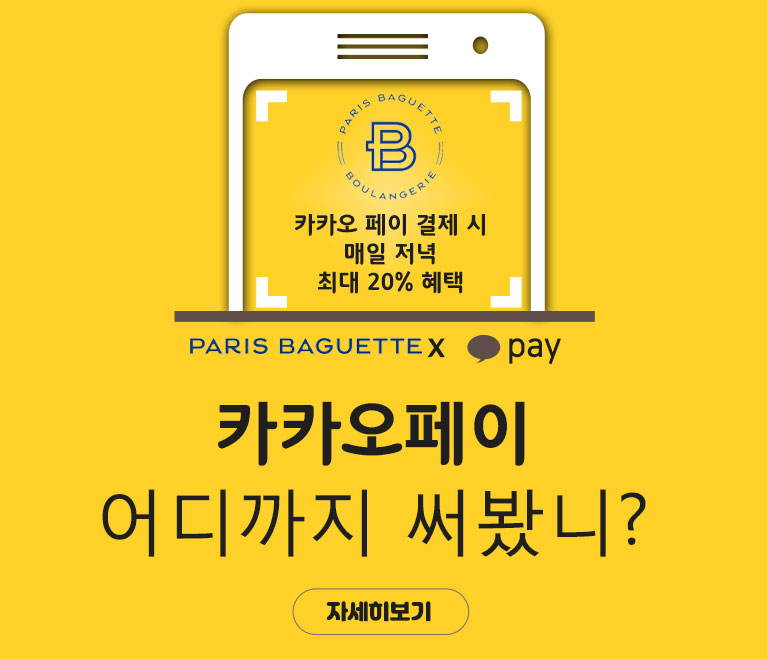 PARIS BAGUETTE
B
BOULANGERIE
카카오 페이 결제 시
매일 저녁
최대 20% 혜택
PARIS BAGUETTE x pay
카카오페이
어디까지 써봤니?
자세히보기